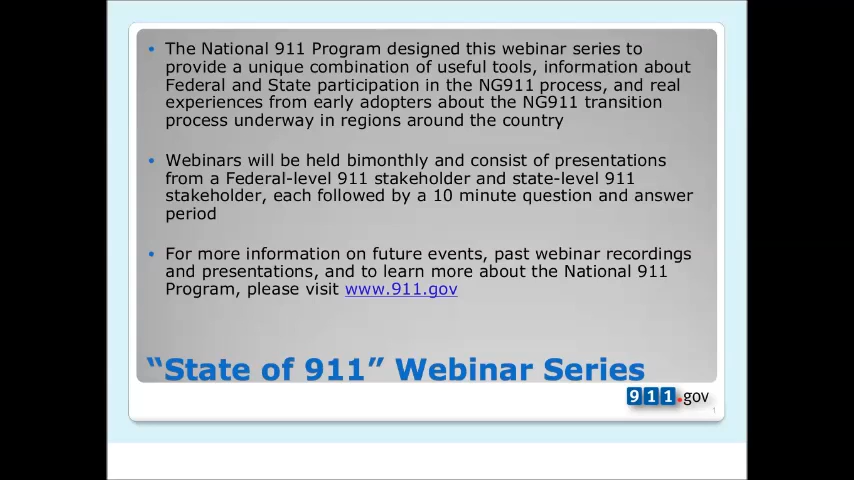 • The National 911 Program designed this webinar series to
provide a unique combination of useful tools, information about
Federal and State participation in the NG911 process, and real
experiences from early adopters about the NG911 transition
process underway in regions around the country
• Webinars will be held bimonthly and consist of presentations
from a Federal-level 911 stakeholder and state-level 911
stakeholder, each followed by a 10 minute question and answer
period
• For more information on future events, past webinar recordings
and presentations, and to learn more about the National 911
Program, please visit www.911.gov
“State of 911” Webinar Series
911.gov
1